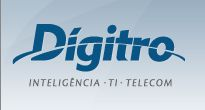 Dígitro
INTELIGÊNCIA · TI · TELECOM